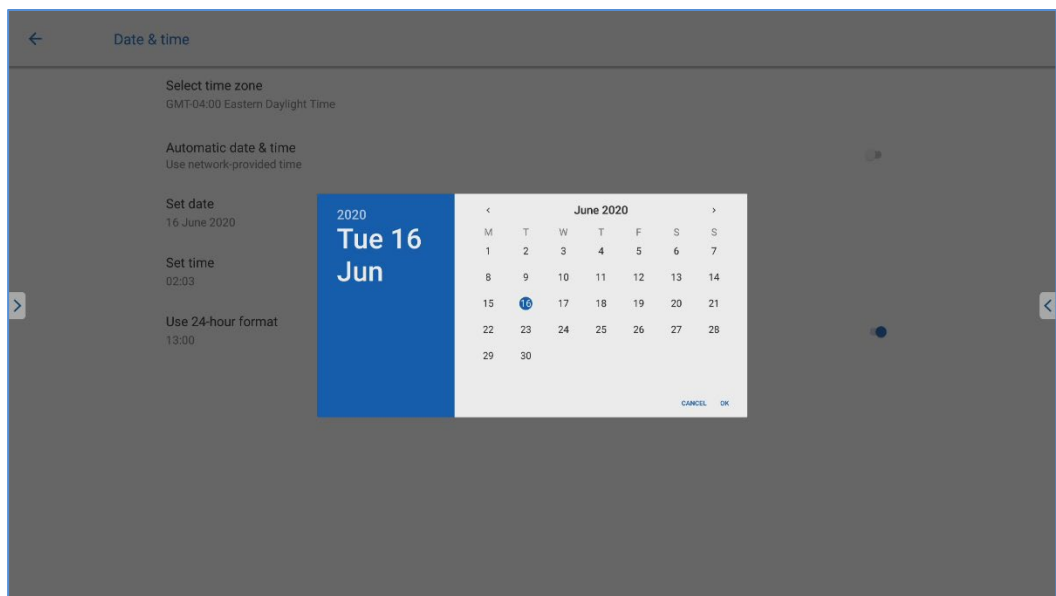 Date & time
Select time zone
GMT-04:00 Eastern Daylight Time
Automatic date & time
Use network-provided time
Set date
16 June 2020
Set time
02:03
Use 24-hour format
13:00
2020
Tue 16
Jun
June 2020
M T W T F S S
1 2 3 4 5 6 7
8 9 10 11 12 13 14
15 16 17 18 19 20 21
22 23 24 25 26 27 28
29 30
CANCEL OK